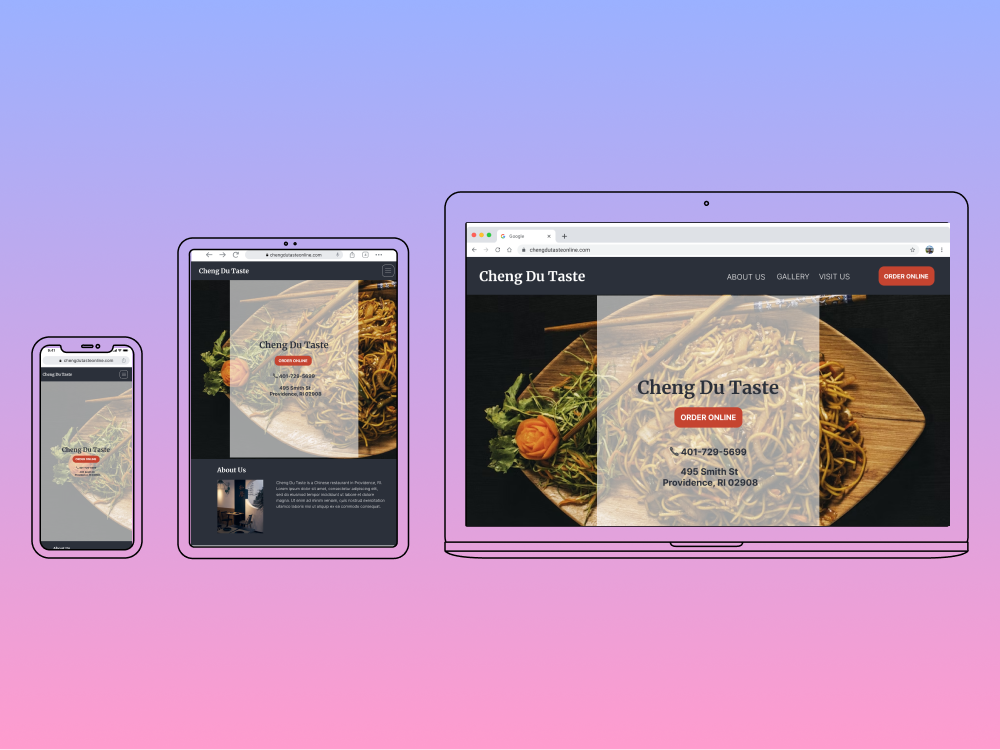 9:41
chengdutasteonline.com
Cheng Du Taste
Cheng Du Taste
ORDER ONLINE
About Us
chengdutasteonline.com
Cheng Du Taste
Cheng Du Taste
ORDER ONLINE
401-729-5699
495 Smith St
Providence, RI 02908
About Us
Cheng Du Taste is a Chinese restaurant in Providence, RI.
Lorem ipsum dolor sit amet, consectetur adipiscing elit,
sed do eiusmod tempor incididunt ut labore et dolore
magna. Ut enim ad minim veniam, quis nostrud exercitation
ullamco laboris nisi ut aliquip ex ea commodo consequat.
G Google
chengdutasteonline.com
Cheng Du Taste
ABOUT US GALLERY VISIT US ORDER ONLINE
Cheng Du Taste
ORDER ONLINE
401-729-5699
495 Smith St
Providence, RI 02908